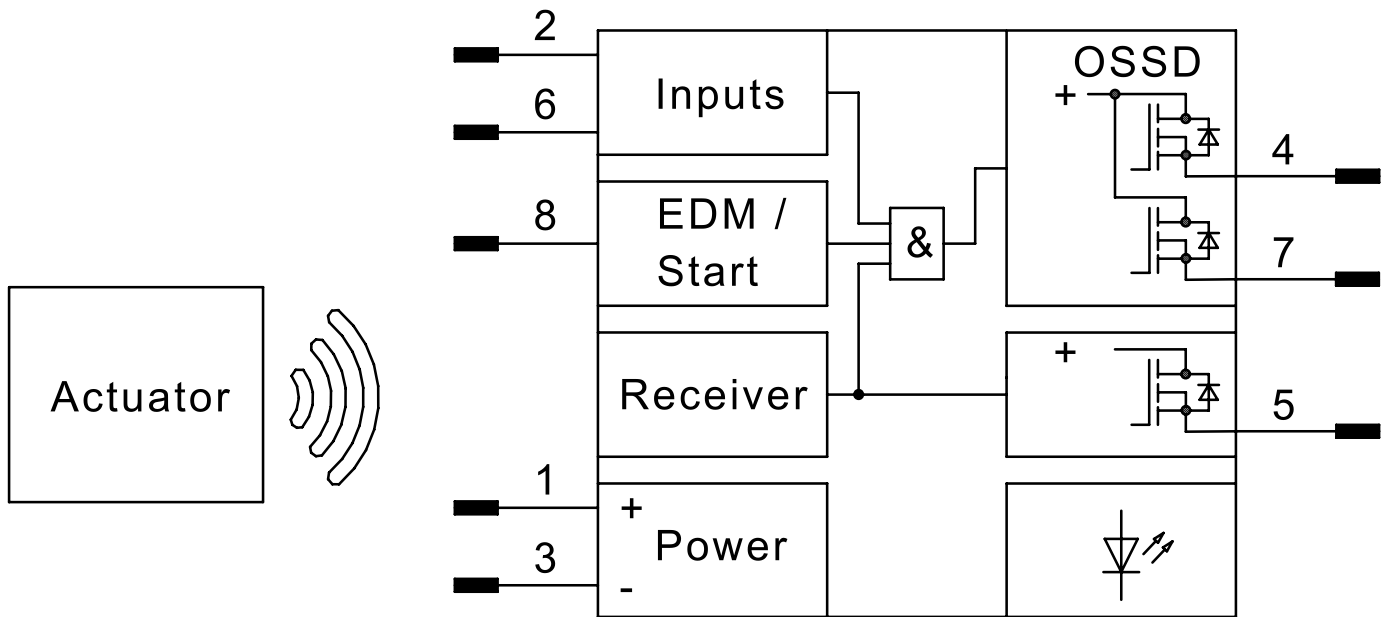 2
Inputs
6
8
EDM /
Start
&
OSSD
+
4
7
Actuator
Receiver
+
5
1
+
Power
3
-